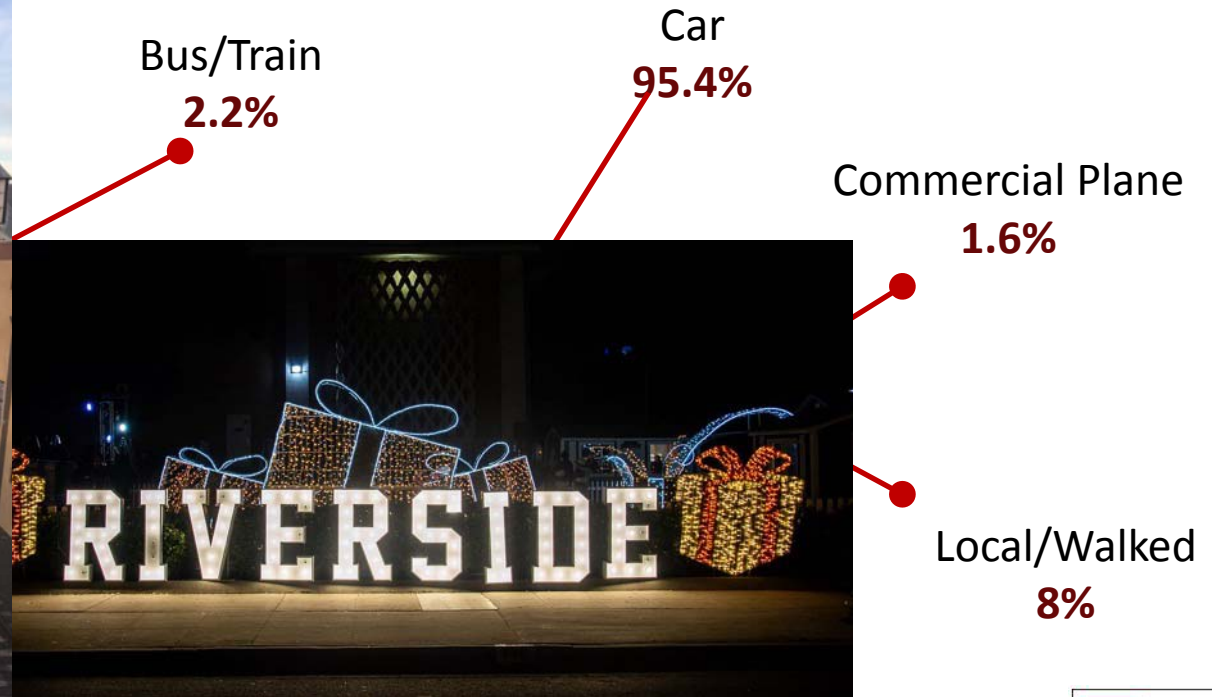 Bus/Train
2.2%
Car
95.4%
Commercial Plane
1.6%
RIVERSIDE
Local/Walked
8%